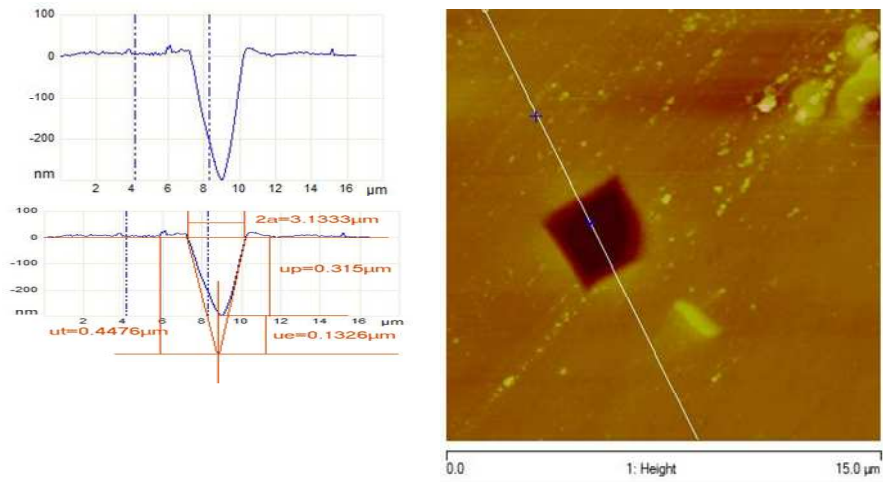 100
0
-100
-200
nm
2 4 6 8 10 12 14 16 µm
100
0
-100
-200
nm
2 4 6 8 10 12 14 16 µm
2a=3.1333µm
up=0.315µm
ut=0.4476µm
ue=0.1326µm
0.0 1: Height 15.0 µm